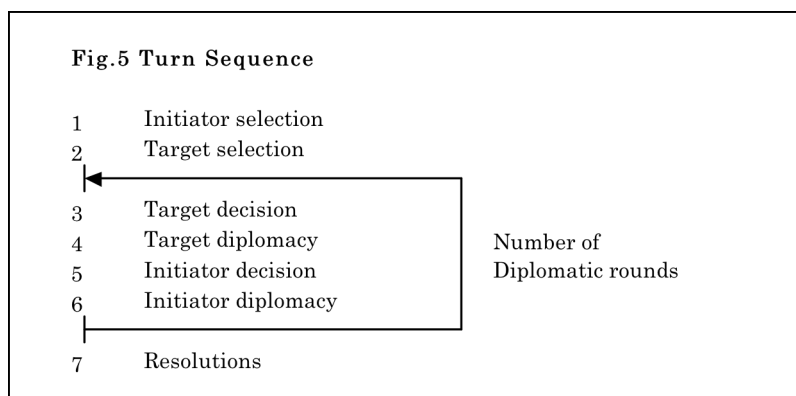 Fig.5 Turn Sequence
1 Initiator selection
2 Target selection
3 Target decision
4 Target diplomacy
5 Initiator decision
6 Initiator diplomacy
Number of
Diplomatic rounds
7 Resolutions